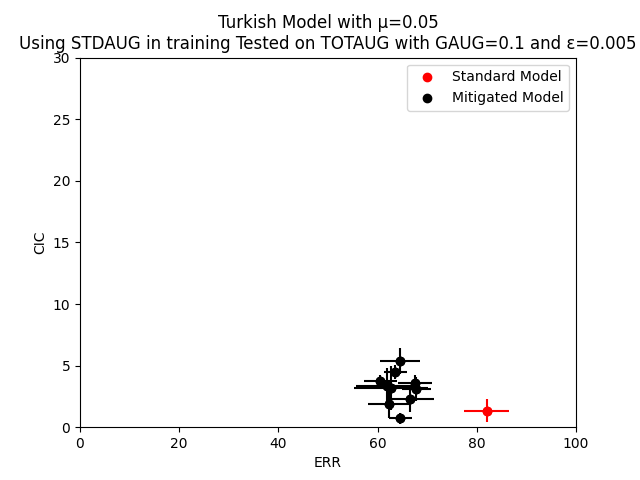 Turkish Model with μ=0.05
Using STDAUG in training Tested on TOTAUG with GAUG=0.1 and ε=0.005
30
25
20
15
10
5
0
CIC
Standard Model
Mitigated Model
0 20 40 60 80 100
ERR